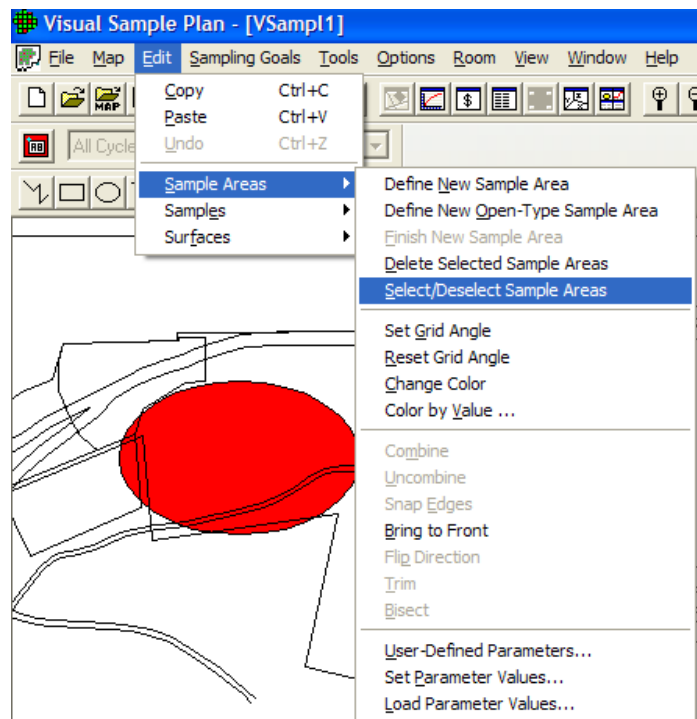 Visual Sample Plan - [VSampl1]
File Map Edit Sampling Goals Tools Options Room View Window Help
MAP
Copy Ctrl+C
Paste Ctrl+V
Undo Ctrl+Z
AB All Cycle
Sample Areas
Samples
Surfaces
Define New Sample Area
Define New Open-Type Sample Area
Finish New Sample Area
Delete Selected Sample Areas
Select/Deselect Sample Areas
Set Grid Angle
Reset Grid Angle
Change Color
Color by Value ...
Combine
Uncombine
Snap Edges
Bring to Front
Flip Direction
Trim
Bisect
User-Defined Parameters...
Set Parameter Values...
Load Parameter Values...